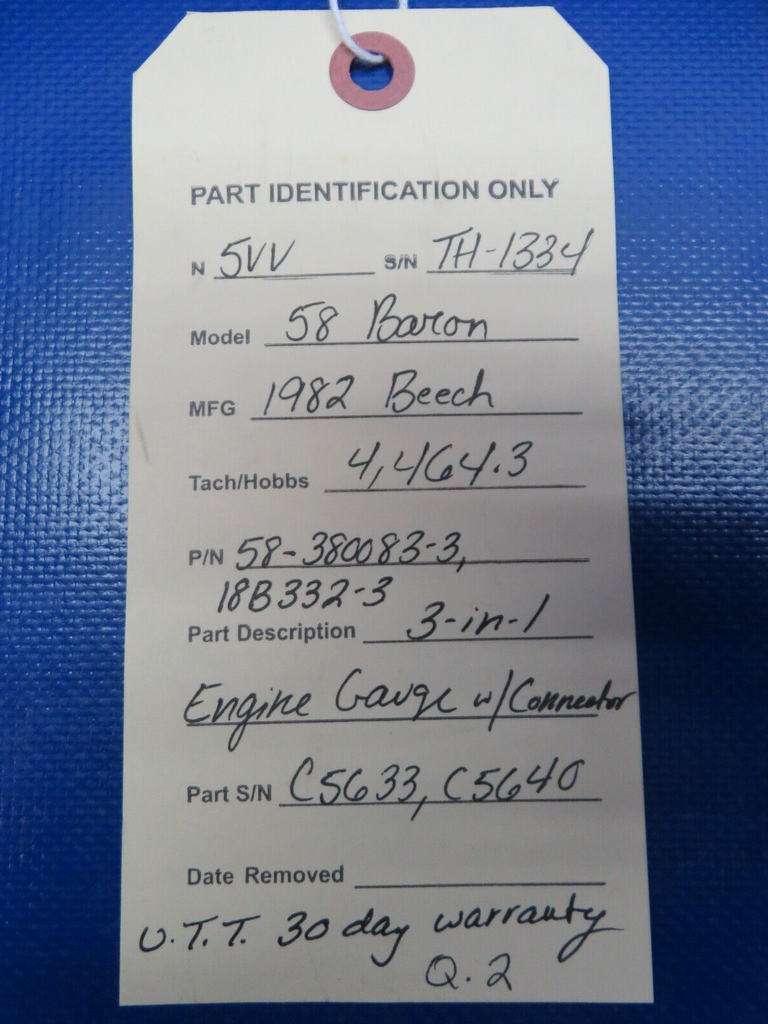 PART IDENTIFICATION ONLY
N 5VV S/N TH-1334
Model 58 Baron
MFG 1982 Beech
Tach/Hobbs 4,464.3
P/N 58-380083-3,
18B332-3
Part Description 3-in-1
Engine Gauge w/Connector
Part S/N C5633, C5640
Date Removed
U.T.T. 30 day warranty
Q.2